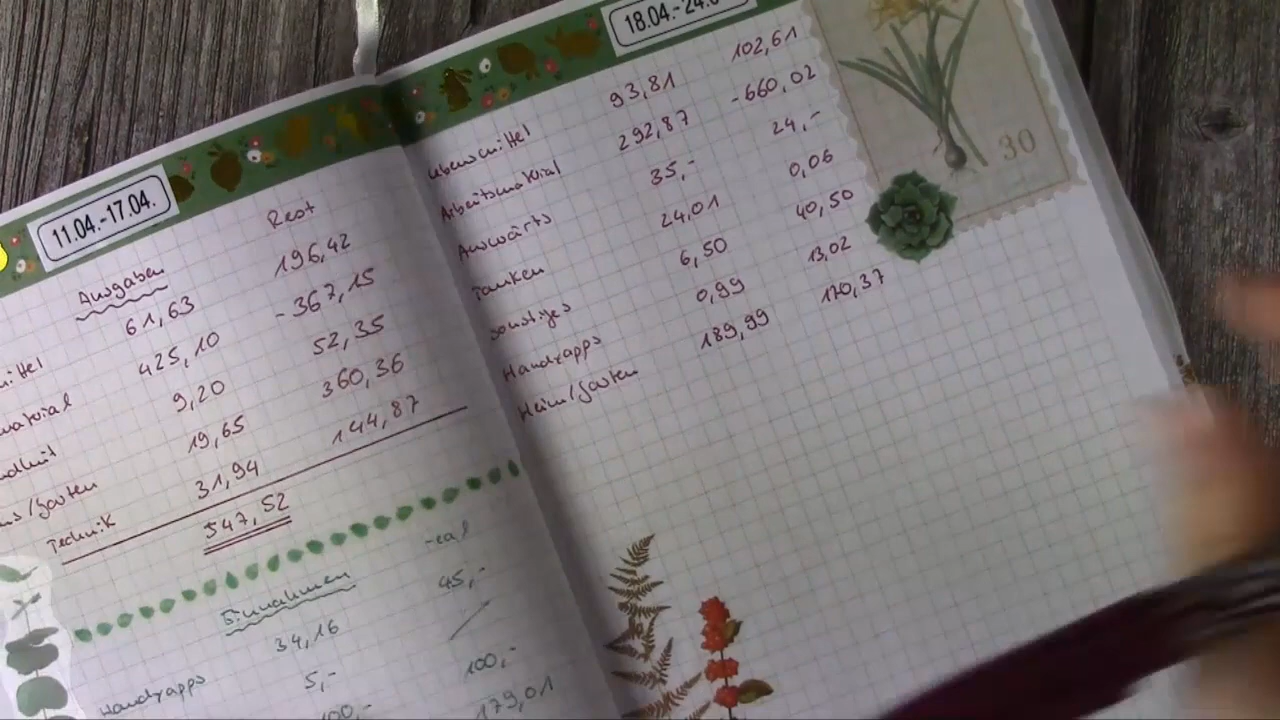 11.04.-17.04.
Ausgaben Rest
61,63 196,42
425,10 -367,15
9,20 52,35
19,65 360,36
Technik 31,94 144,87
547,52
Einnahmen real
34,16 45,-
Handyapps 5,-
100,- 100,-
179,01
18.04.-24.0
Lebensmittel 93,81 102,61
Arbeitsmaterial 292,87 -660,02
Auswärts 35,- 24,-
Tanken 24,01 0,06
Sonstiges 6,50 40,50
Handyapps 0,99 13,02
Heim/Garten 189,99 170,37
30